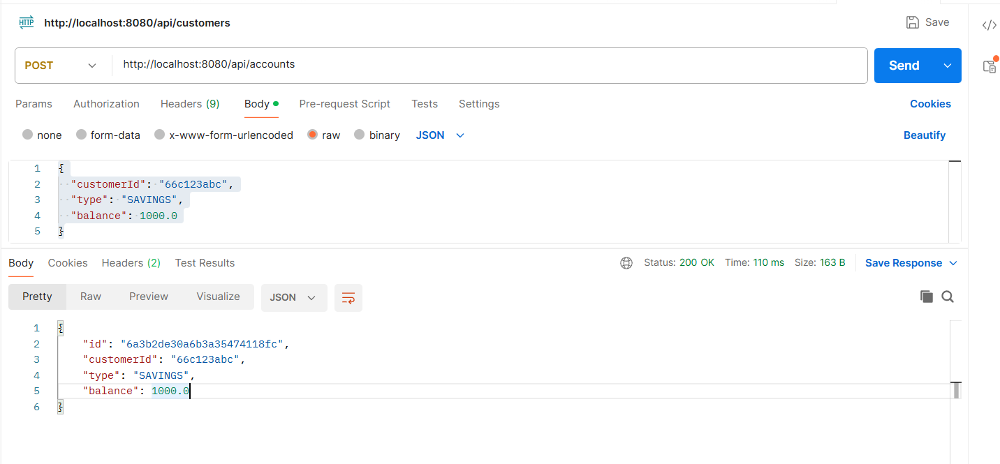 HTTP http://localhost:8080/api/customers Save
POST http://localhost:8080/api/accounts Send
Params Authorization Headers (9) Body Pre-request Script Tests Settings Cookies
none form-data x-www-form-urlencoded raw binary JSON Beautify
1 {
2 "customerId": "66c123abc",
3 "type": "SAVINGS",
4 "balance": 1000.0
5 }
Body Cookies Headers (2) Test Results Status: 200 OK Time: 110 ms Size: 163 B Save Response
Pretty Raw Preview Visualize JSON
1 {
2 "id": "6a3b2de30a6b3a35474118fc",
3 "customerId": "66c123abc",
4 "type": "SAVINGS",
5 "balance": 1000.0
6 }